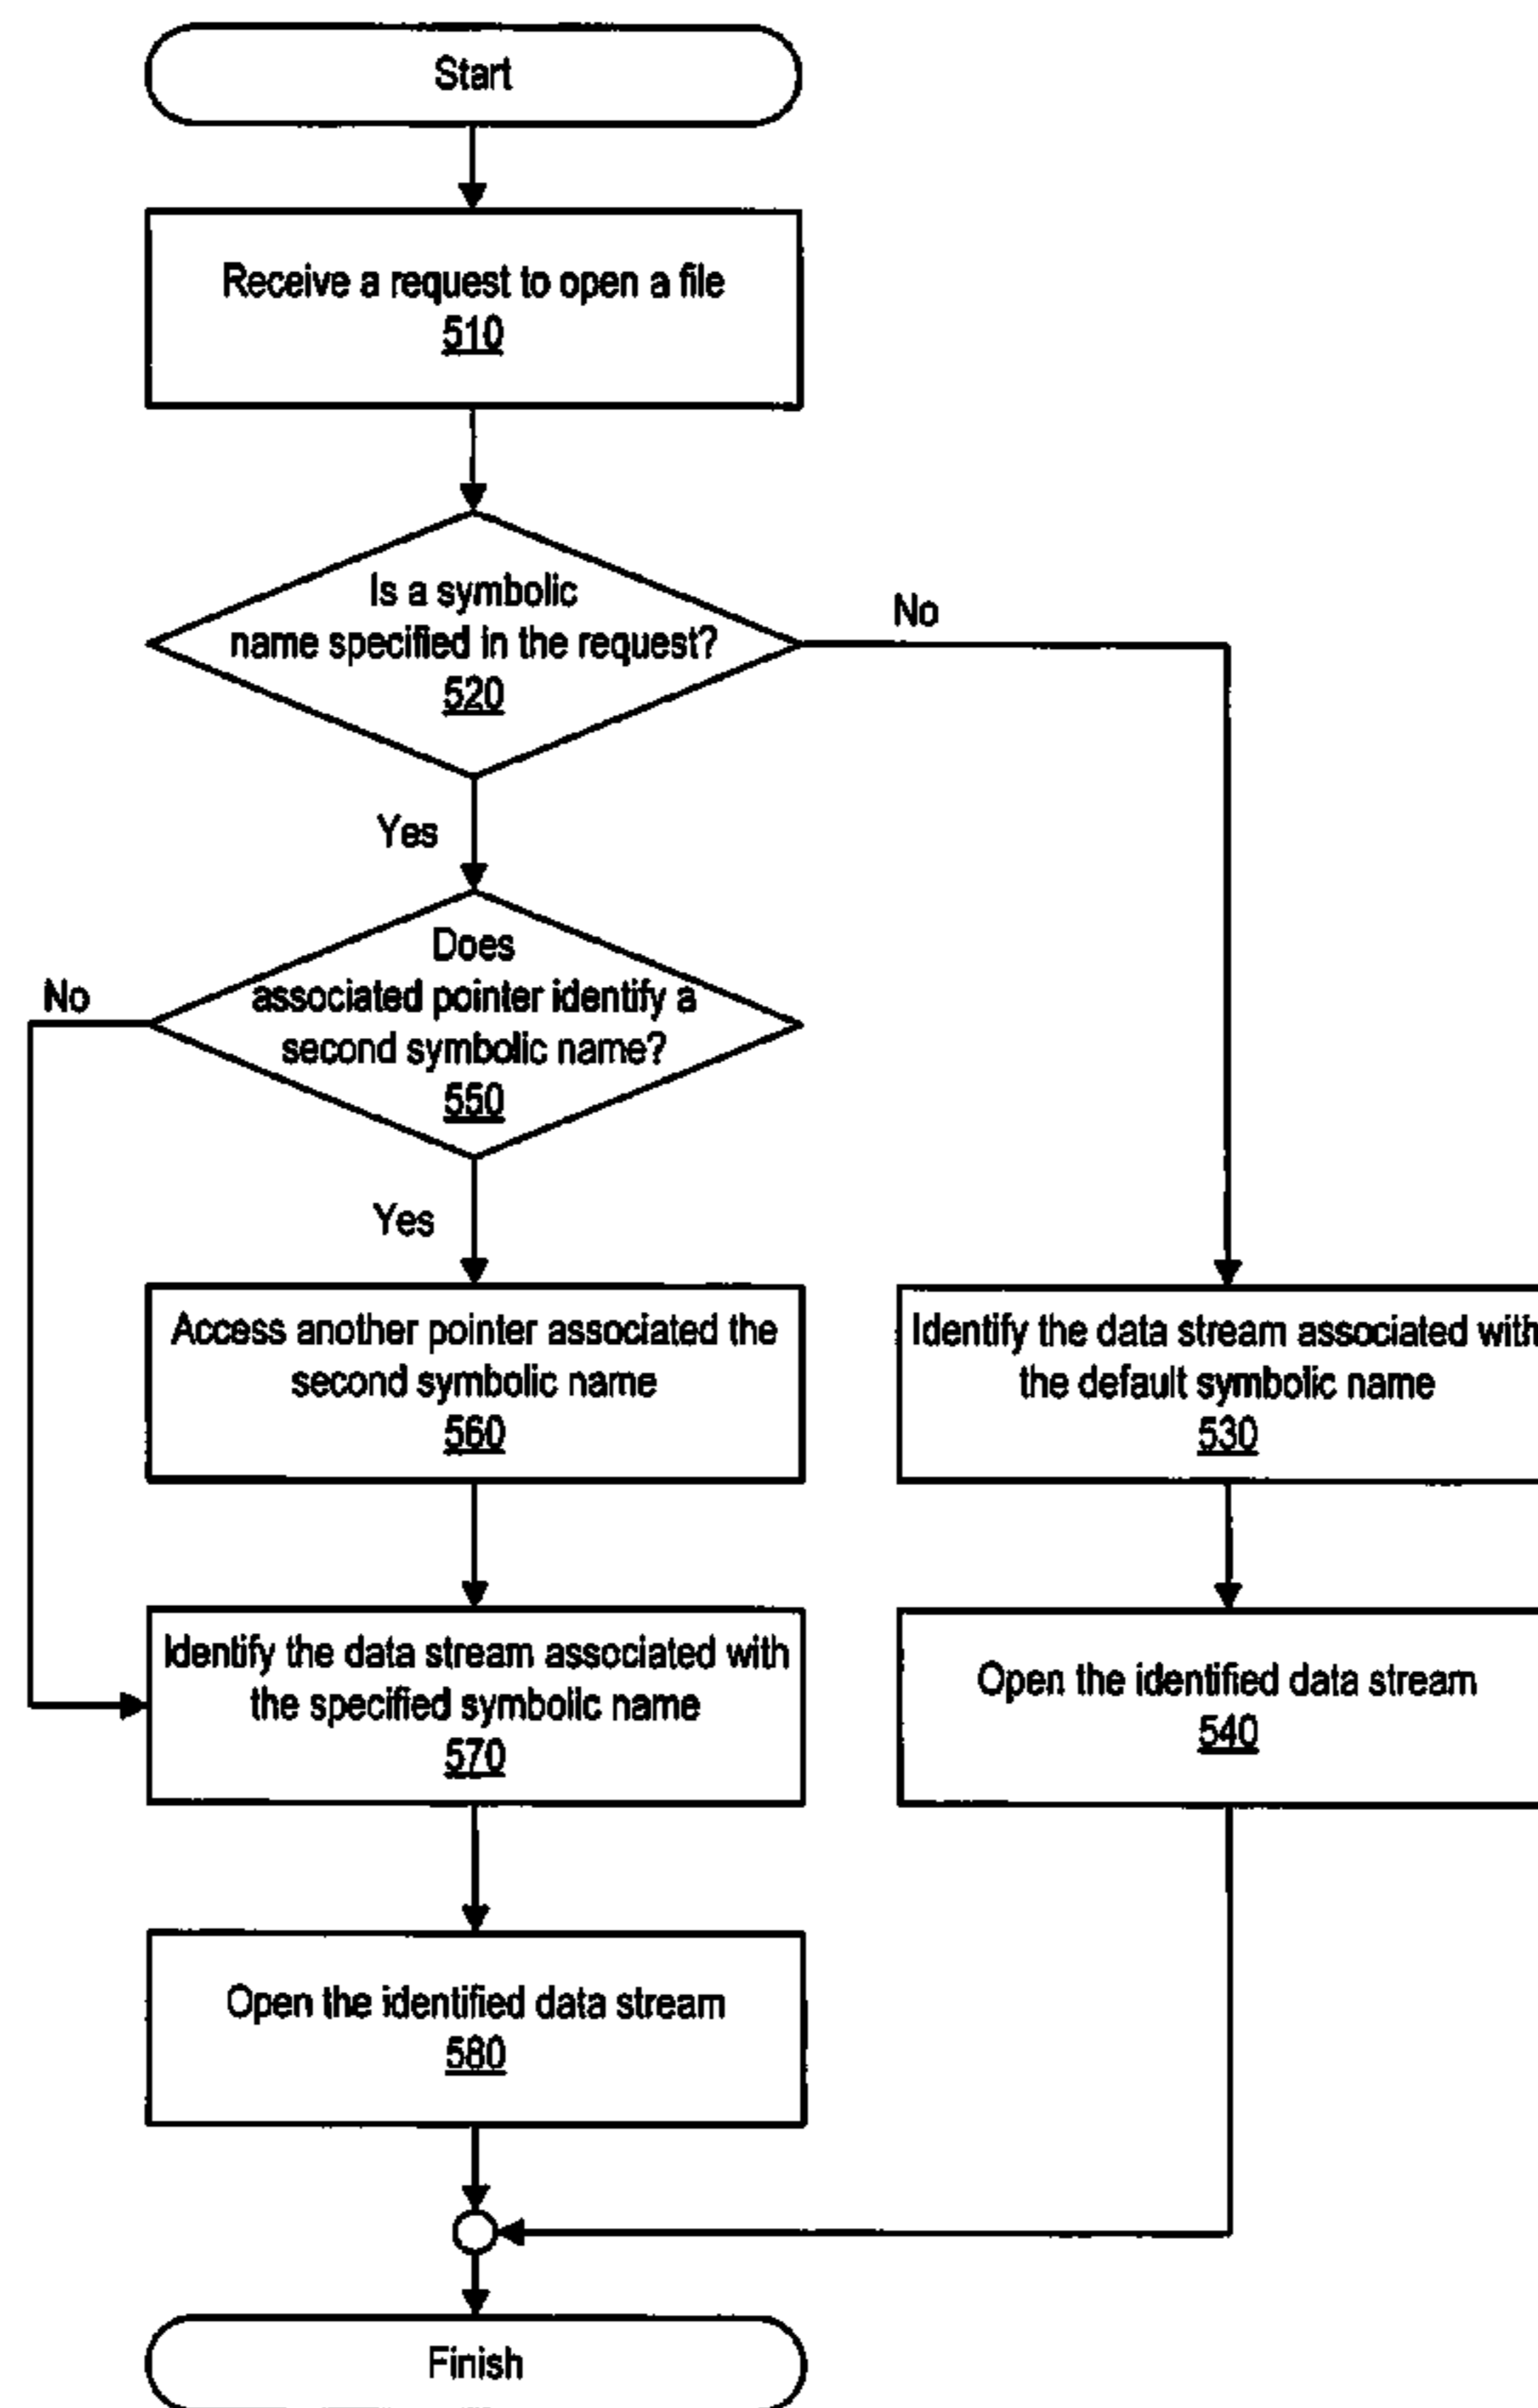 Start
Receive a request to open a file
510
Is a symbolic
name specified in the request?
520
No
Yes
Does
associated pointer identify a
second symbolic name?
550
No
Yes
Access another pointer associated the
second symbolic name
560
Identify the data stream associated with
the default symbolic name
530
Identify the data stream associated with
the specified symbolic name
570
Open the identified data stream
540
Open the identified data stream
580
Finish